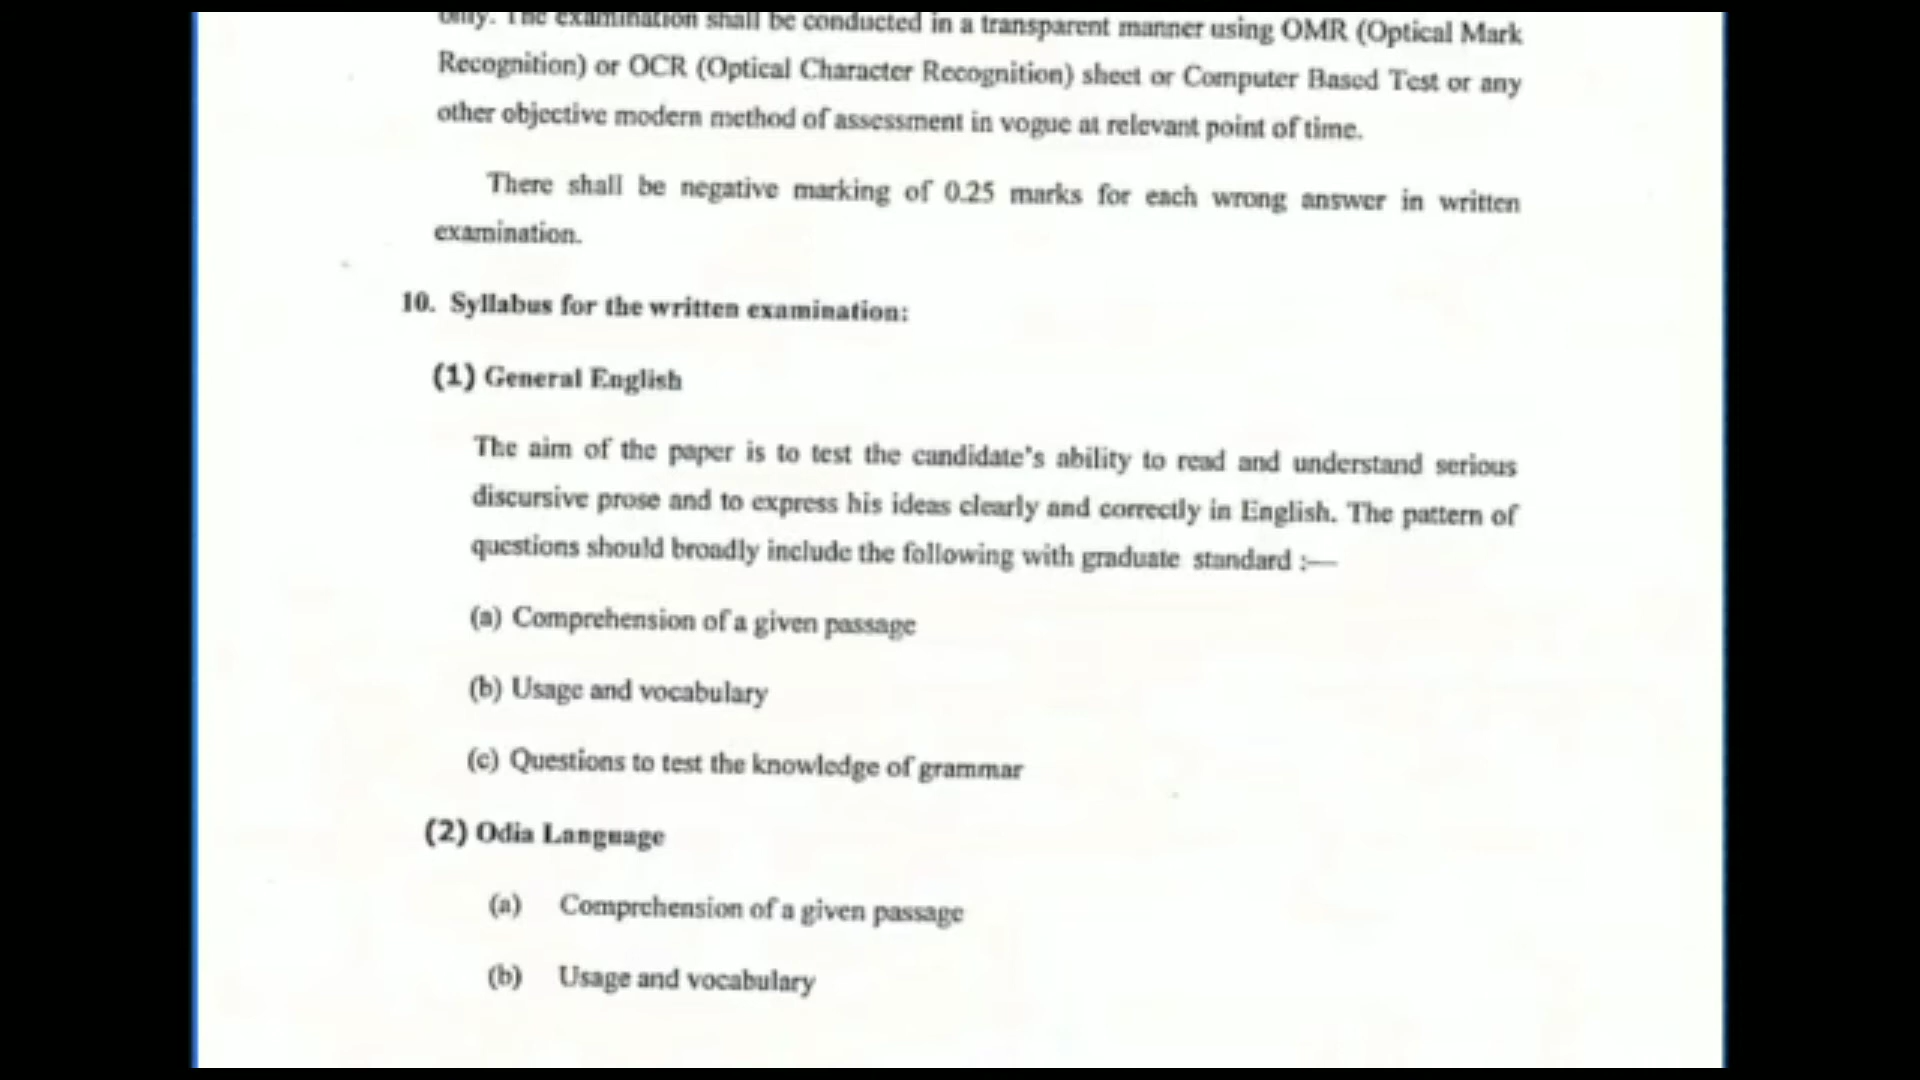 only. The examination shall be conducted in a transparent manner using OMR (Optical Mark
Recognition) or OCR (Optical Character Recognition) sheet or Computer Based Test or any
other objective modern method of assessment in vogue at relevant point of time.
There shall be negative marking of 0.25 marks for each wrong answer in written
examination.
10. Syllabus for the written examination:
(1) General English
The aim of the paper is to test the candidate's ability to read and understand serious
discursive prose and to express his ideas clearly and correctly in English. The pattern of
questions should broadly include the following with graduate standard :—
(a) Comprehension of a given passage
(b) Usage and vocabulary
(c) Questions to test the knowledge of grammar
(2) Odia Language
(a) Comprehension of a given passage
(b) Usage and vocabulary